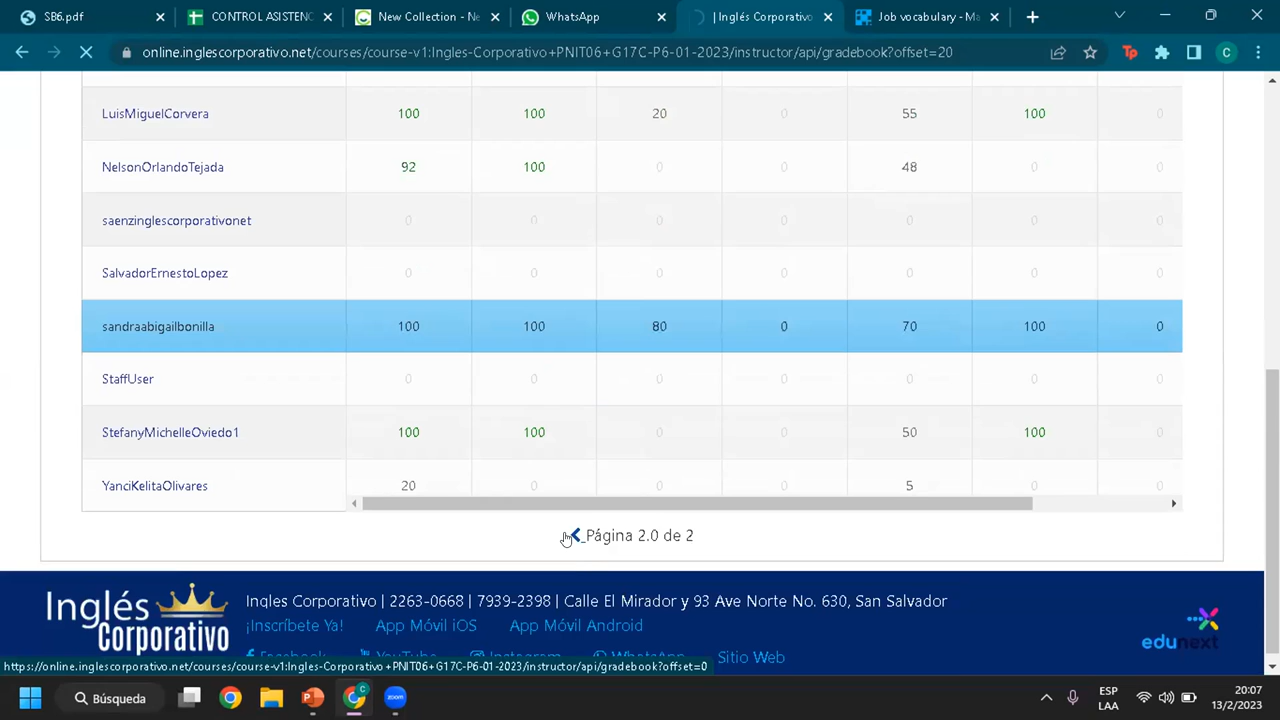 SB6.pdf
CONTROL ASISTENC
New Collection - Ne
WhatsApp
| Inglés Corporativo
Job vocabulary - Ma
online.inglescorporativo.net/courses/course-v1:Ingles-Corporativo+PNIT06+G17C-P6-01-2023/instructor/api/gradebook?offset=20
LuisMiguelCorvera 100 100 20 0 55 100 0
NelsonOrlandoTejada 92 100 0 0 48 0 0
saenzinglescorporativonet 0 0 0 0 0 0 0
SalvadorErnestoLopez 0 0 0 0 0 0 0
sandraabigailbonilla 100 100 80 0 70 100 0
StaffUser 0 0 0 0 0 0 0
StefanyMichelleOviedo1 100 100 0 0 50 100 0
YanciKelitaOlivares 20 0 0 0 5 0 0
Página 2.0 de 2
Inglés Corporativo
Ingles Corporativo | 2263-0668 | 7939-2398 | Calle El Mirador y 93 Ave Norte No. 630, San Salvador
¡Inscríbete Ya! App Móvil iOS App Móvil Android
Facebook YouTube Instagram WhatsApp Sitio Web
edunext
https://online.inglescorporativo.net/courses/course-v1:Ingles-Corporativo+PNIT06+G17C-P6-01-2023/instructor/api/gradebook?offset=0
Búsqueda
zoom
ESP
LAA
20:07
13/2/2023